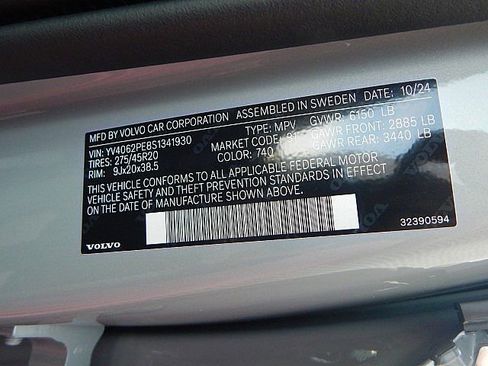 MFD BY VOLVO CAR CORPORATION ASSEMBLED IN SWEDEN DATE: 10/24
VIN: YV4062PE8S1341930 TYPE: MPV GVWR: 6150 LB
TIRES: 275/45R20 MARKET CODE: GAWR FRONT: 2885 LB
RIM: 9Jx20x38.5 COLOR: 740 GAWR REAR: 3440 LB
THIS VEHICLE CONFORMS TO ALL APPLICABLE FEDERAL MOTOR
VEHICLE SAFETY AND THEFT PREVENTION STANDARDS IN EFFECT ON THE
DATE OF MANUFACTURE SHOWN ABOVE.
VOLVO 32390594